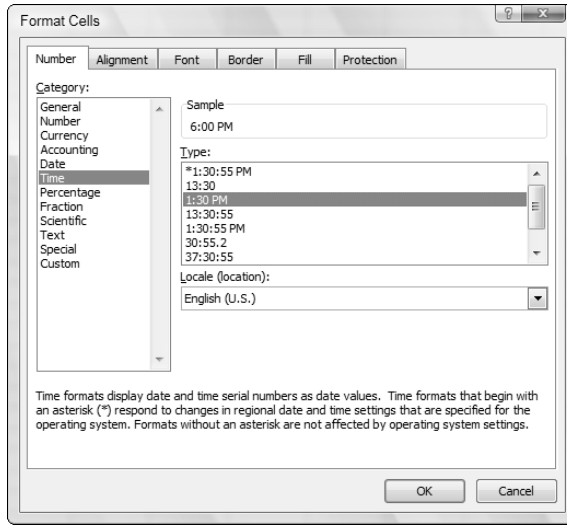 Format Cells
Number Alignment Font Border Fill Protection
Category:
General
Number
Currency
Accounting
Date
Time
Percentage
Fraction
Scientific
Text
Special
Custom
Sample
6:00 PM
Type:
*1:30:55 PM
13:30
1:30 PM
13:30:55
1:30:55 PM
30:55.2
37:30:55
Locale (location):
English (U.S.)
Time formats display date and time serial numbers as date values. Time formats that begin with
an asterisk (*) respond to changes in regional date and time settings that are specified for the
operating system. Formats without an asterisk are not affected by operating system settings.
OK Cancel